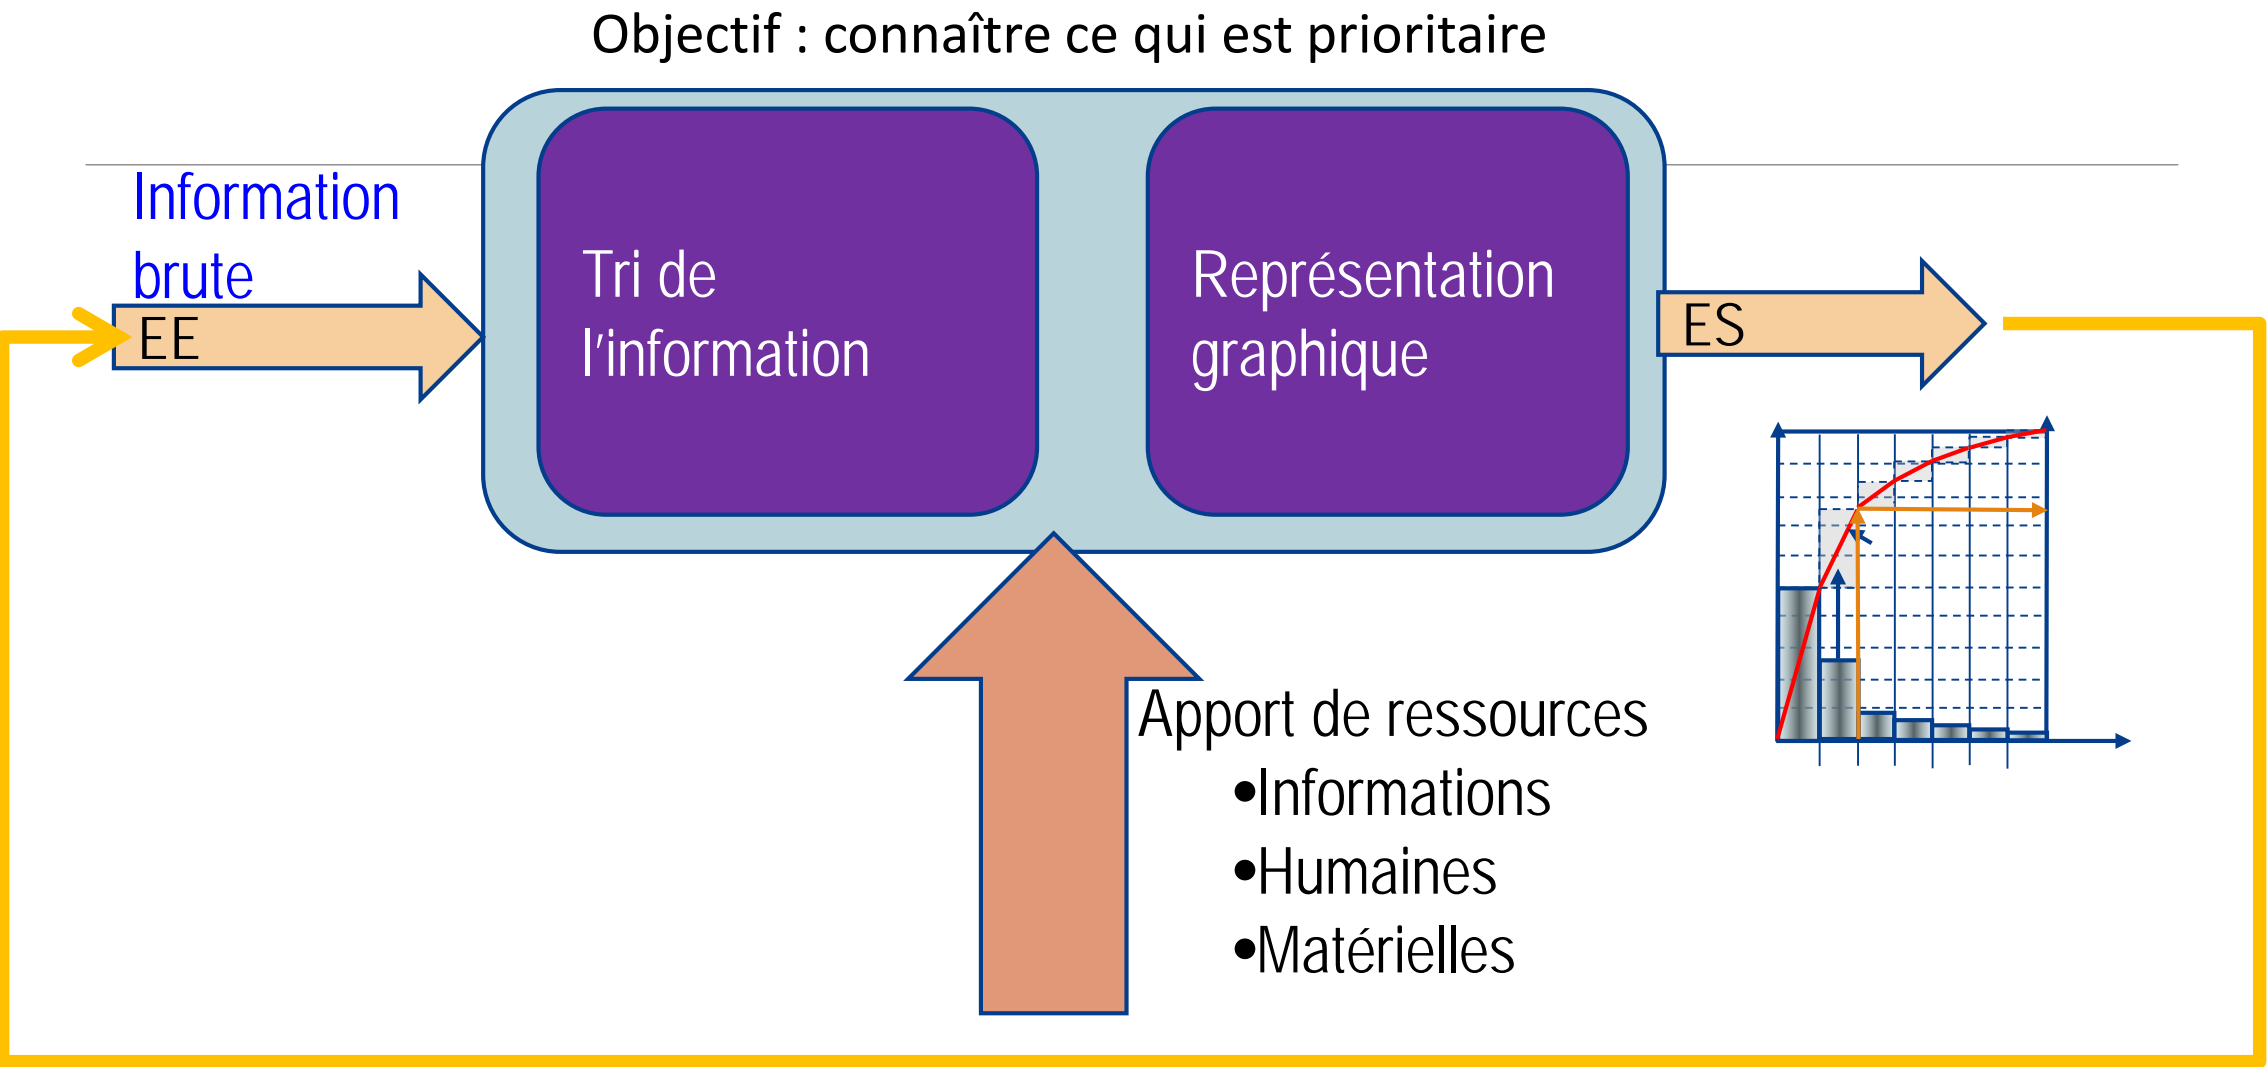 Objectif : connaître ce qui est prioritaire
Information
brute
EE
Tri de
l'information
Représentation
graphique
ES
Apport de ressources
•Informations
•Humaines
•Matérielles